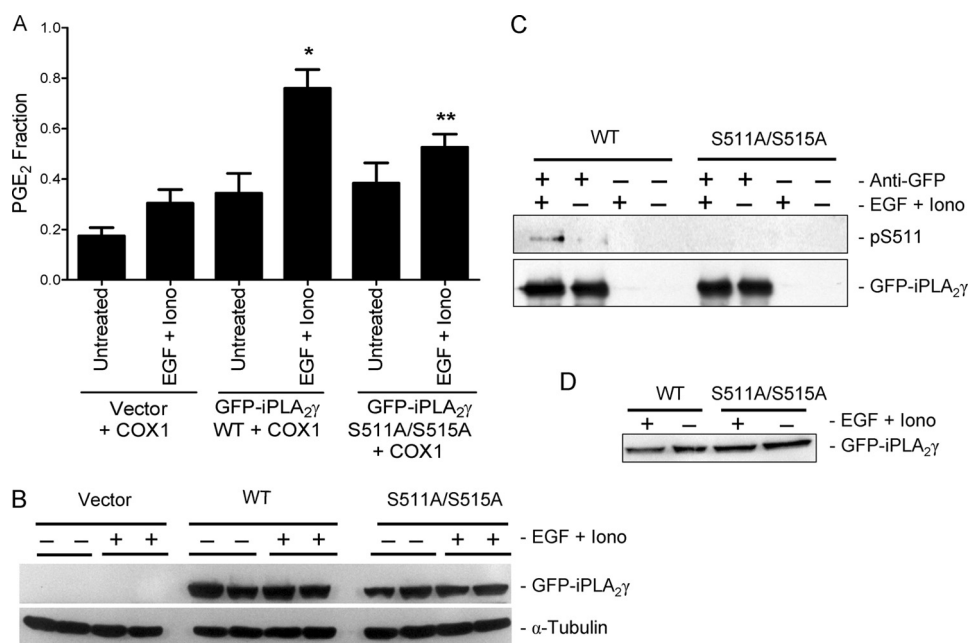 A
PGE₂ Fraction
1.0
0.8
0.6
0.4
0.2
0.0
*
**
Untreated
EGF + Iono
Untreated
EGF + Iono
Untreated
EGF + Iono
Vector
+ COX1
GFP-iPLA₂γ
WT + COX1
GFP-iPLA₂γ
S511A/S515A
+ COX1
B
Vector
WT
S511A/S515A
– – + + – – + + – – + + - EGF + Iono
- GFP-iPLA₂γ
- α-Tubulin
C
WT
S511A/S515A
+ + – – + + – – - Anti-GFP
+ – + – + – + – - EGF + Iono
- pS511
- GFP-iPLA₂γ
D
WT
S511A/S515A
+ – + – - EGF + Iono
- GFP-iPLA₂γ